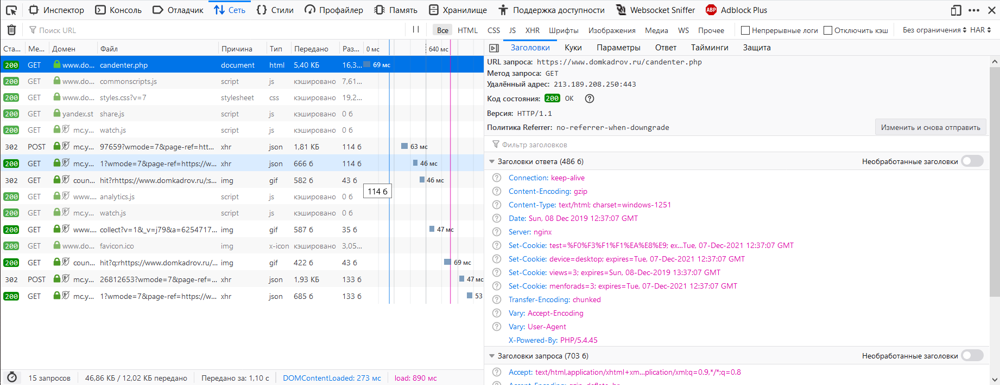 Инспектор Консоль Отладчик Сеть Стили Профайлер Память Хранилище Поддержка доступности Websocket Sniffer ABP Adblock Plus
Поиск URL Все HTML CSS JS XHR Шрифты Изображения Медиа WS Прочее Непрерывные логи Отключить кэш Без ограничения HAR
Ста... Ме... Домен Файл Причина Тип Передано Раз... 0 мс 640 мс
200 GET www.do... candenter.php document html 5,40 КБ 16,3... 69 мс
200 GET www.do... commonscripts.js script js кэшировано 7,61...
200 GET www.do... styles.css?v=7 stylesheet css кэшировано 19,2...
200 GET yandex.st share.js script js кэшировано 0 б
200 GET mc.y... watch.js script js кэшировано 0 б
302 POST mc.y... 97659?wmode=7&page-ref=htt... xhr json 1,81 КБ 114 б 63 мс
200 GET mc.y... 1?wmode=7&page-ref=https://w... xhr json 666 б 114 б 46 мс
302 GET coun... hit?rhttps://www.domkadrov.ru/;s... img gif 582 б 43 б 46 мс
114 б
200 GET www.... analytics.js script js кэшировано 0 б
200 GET mc.y... watch.js script js кэшировано 0 б
200 GET www.... collect?v=1&_v=j79&a=6254717... img gif 587 б 35 б 47 мс
200 GET www.do... favicon.ico img x-icon кэшировано 3,05...
200 GET coun... hit?q;rhttps://www.domkadrov.ru/... img gif 422 б 43 б 69 мс
302 POST mc.y... 26812653?wmode=7&page-ref=... xhr json 1,93 КБ 133 б 47 мс
200 GET mc.y... 1?wmode=7&page-ref=https://w... xhr json 685 б 133 б 53
15 запросов 46,86 КБ / 12,02 КБ передано Передано за: 1,10 с DOMContentLoaded: 273 мс load: 890 мс
Заголовки Куки Параметры Ответ Тайминги Защита
URL запроса: https://www.domkadrov.ru/candenter.php
Метод запроса: GET
Удалённый адрес: 213.189.208.250:443
Код состояния: 200 OK
Версия: HTTP/1.1
Политика Referrer: no-referrer-when-downgrade Изменить и снова отправить
Фильтр заголовков
Заголовки ответа (486 б) Необработанные заголовки
Connection: keep-alive
Content-Encoding: gzip
Content-Type: text/html; charset=windows-1251
Date: Sun, 08 Dec 2019 12:37:07 GMT
Server: nginx
Set-Cookie: test=%F0%F3%F1%F1%EA%E8%E9; ex...Tue, 07-Dec-2021 12:37:07 GMT
Set-Cookie: device=desktop; expires=Tue, 07-Dec-2021 12:37:07 GMT
Set-Cookie: views=3; expires=Sun, 08-Dec-2019 13:37:07 GMT
Set-Cookie: menforads=3; expires=Tue, 07-Dec-2021 12:37:07 GMT
Transfer-Encoding: chunked
Vary: Accept-Encoding
Vary: User-Agent
X-Powered-By: PHP/5.4.45
Заголовки запроса (703 б) Необработанные заголовки
Accept: text/html,application/xhtml+xm...plication/xml;q=0.9,*/*;q=0.8